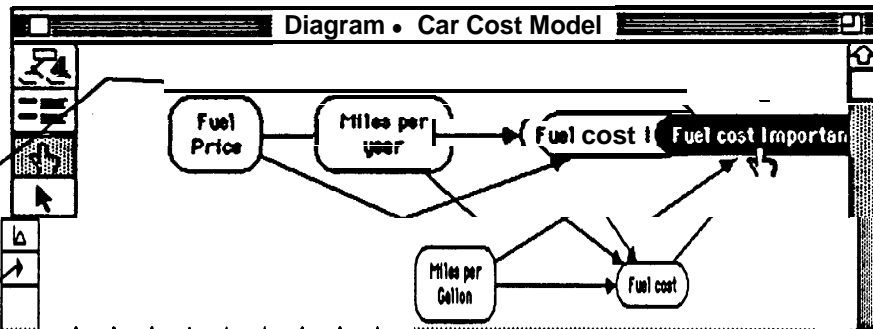 Diagram • Car Cost Model
Fuel
Price
Miles per
year
Fuel cost I
Fuel cost Importan
Miles per
Gallon
Fuel cost